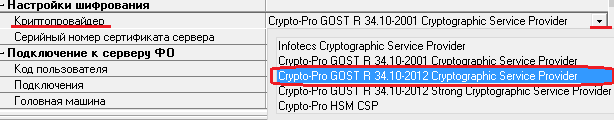 Настройки шифрования
Криптопровайдер Crypto-Pro GOST R 34.10-2001 Cryptographic Service Provider
Серийный номер сертификата сервера
Infotecs Cryptographic Service Provider
Подключение к серверу ФО
Crypto-Pro GOST R 34.10-2001 Cryptographic Service Provider
Код пользователя Crypto-Pro GOST R 34.10-2012 Cryptographic Service Provider
Подключения Crypto-Pro GOST R 34.10-2012 Strong Cryptographic Service Provider
Головная машина Crypto-Pro HSM CSP